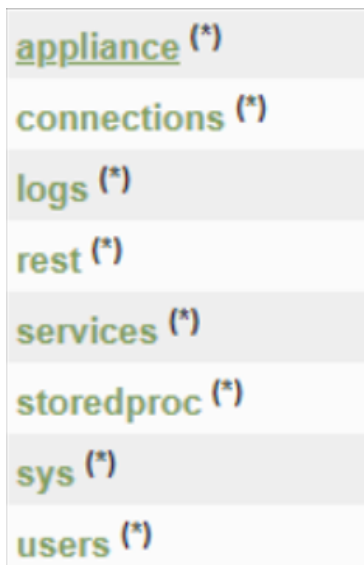 appliance (*)
connections (*)
logs (*)
rest (*)
services (*)
storedproc (*)
sys (*)
users (*)